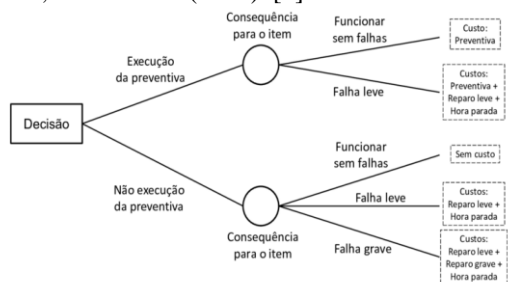 Consequência
para o item
Funcionar
sem falhas
Custo:
Preventiva
Execução
da preventiva
Falha leve
Custos:
Preventiva +
Reparo leve +
Hora parada
Decisão
Funcionar
sem falhas
Sem custo
Não execução
da preventiva
Falha leve
Custos:
Reparo leve +
Hora parada
Consequência
para o item
Falha grave
Custos:
Reparo leve +
Reparo grave +
Hora parada